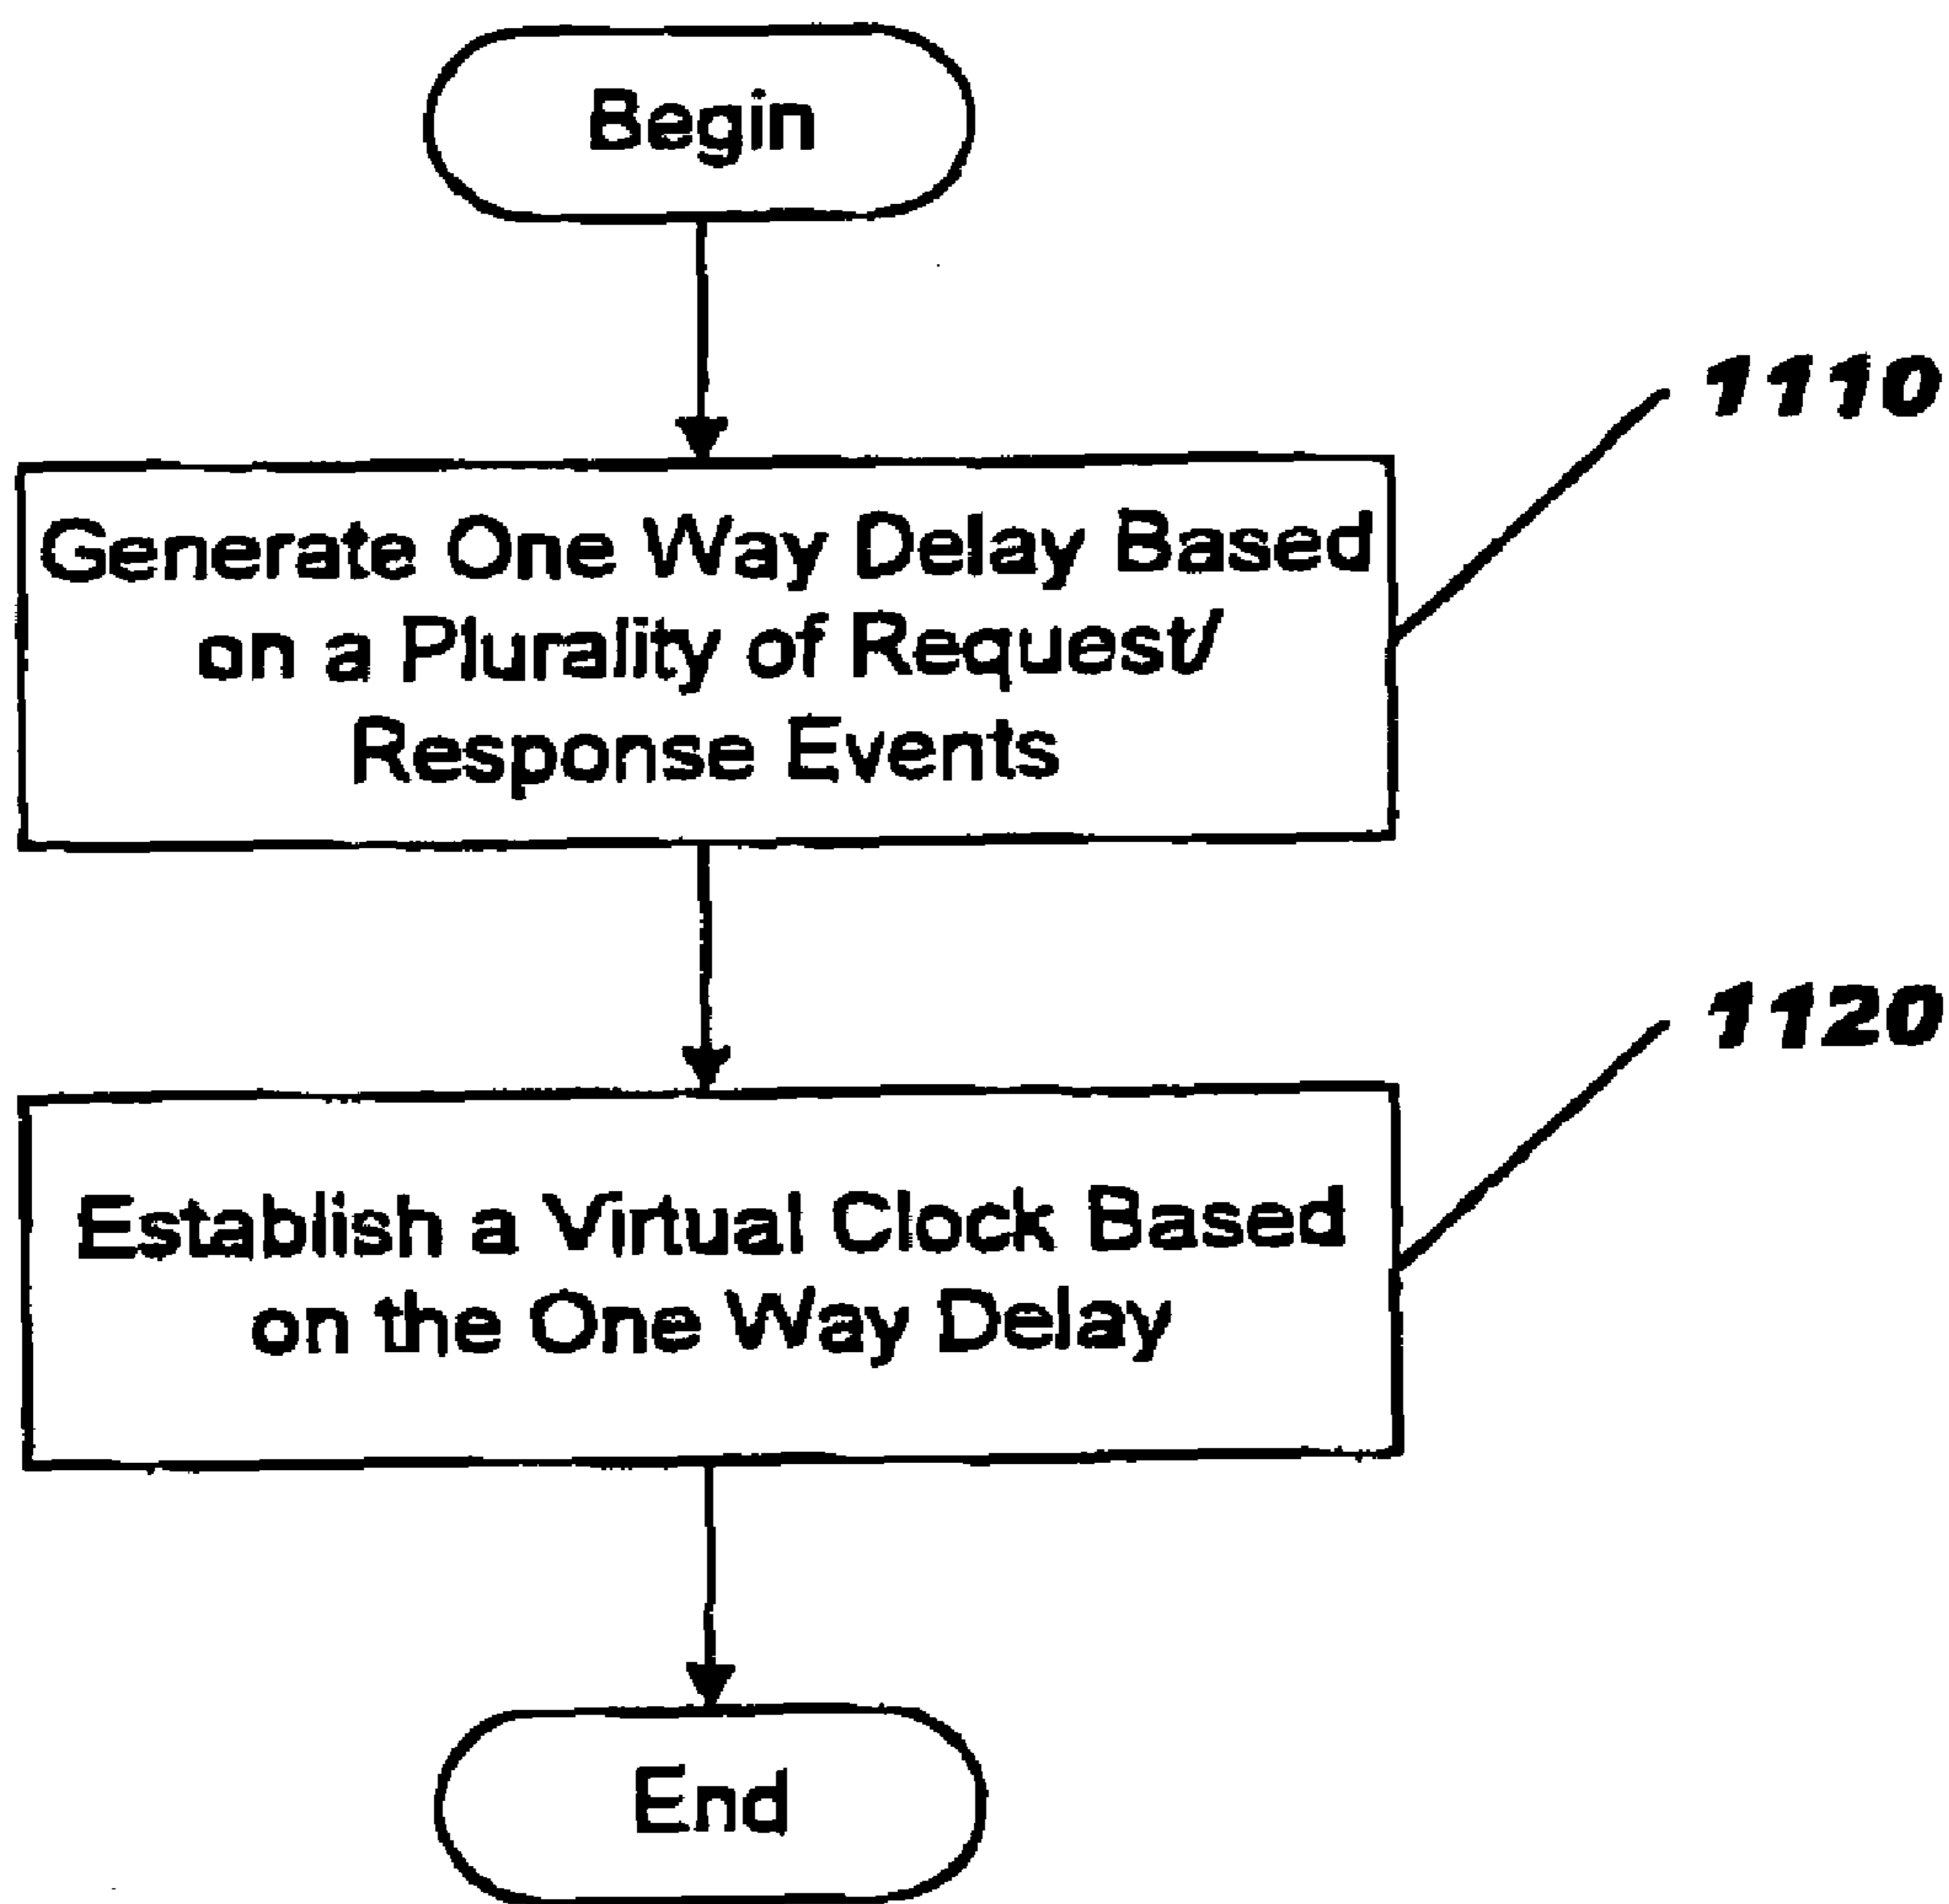 Begin
1110
Generate One Way Delay Based
on a Plurality of Request/
Response Events
1120
Establish a Virtual Clock Based
on the One Way Delay
End